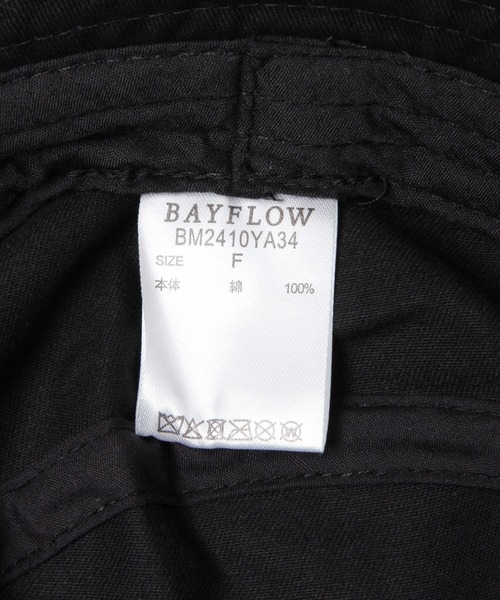 BAYFLOW
BM2410YA34
SIZE F
本体 綿 100%